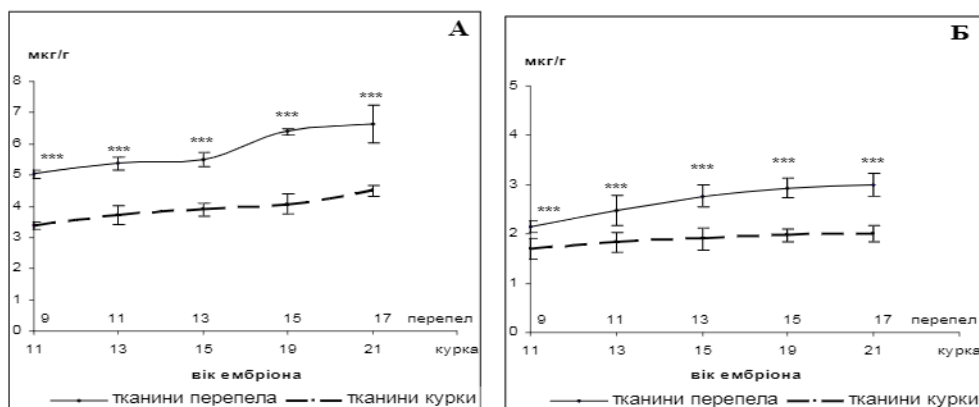 А
мкг/г
8
7
6
5
4
3
2
1
0
*** *** *** *** ***
9 11 13 15 17 перепел
11 13 15 19 21 курка
вік ембріона
тканини перепела тканини курки
Б
мкг/г
5
4
3
2
1
0
*** *** *** *** ***
9 11 13 15 17 перепел
11 13 15 19 21 курка
вік ембріона
тканини перепела тканини курки